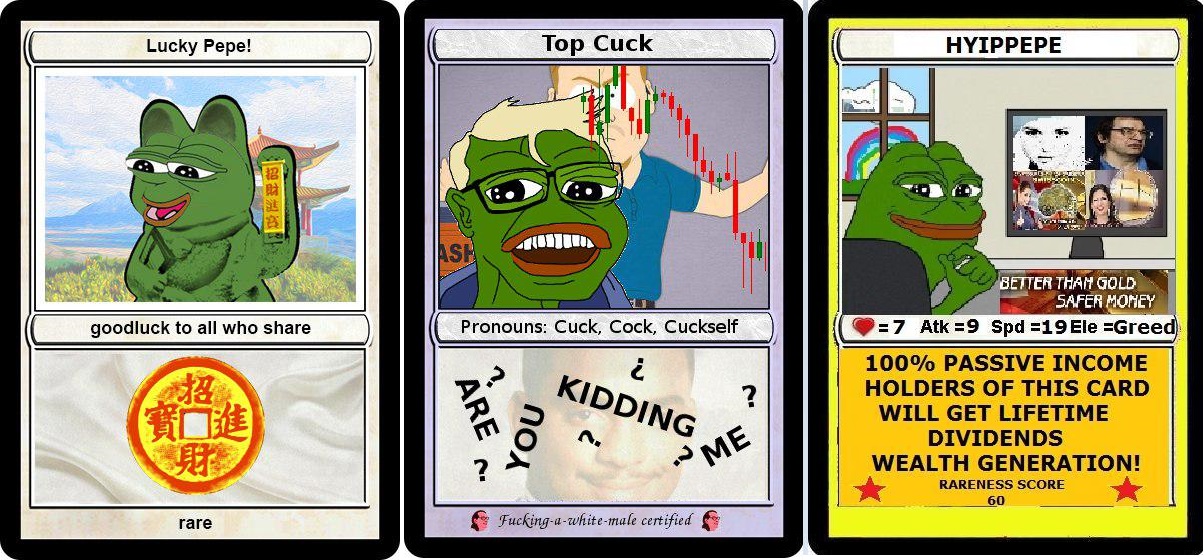 Lucky Pepe!
招財進寶
goodluck to all who share
招
寶 進
財
rare
Top Cuck
ASH
Pronouns: Cuck, Cock, Cuckself
? ¿ ?
ARE YOU KIDDING ME
? ? ?
Fucking-a-white-male certified
HYIPPEPE
BETTER THAN GOLD
SAFER MONEY
= 7 Atk =9 Spd =19 Ele =Greed
100% PASSIVE INCOME
HOLDERS OF THIS CARD
WILL GET LIFETIME
DIVIDENDS
WEALTH GENERATION!
RARENESS SCORE
60